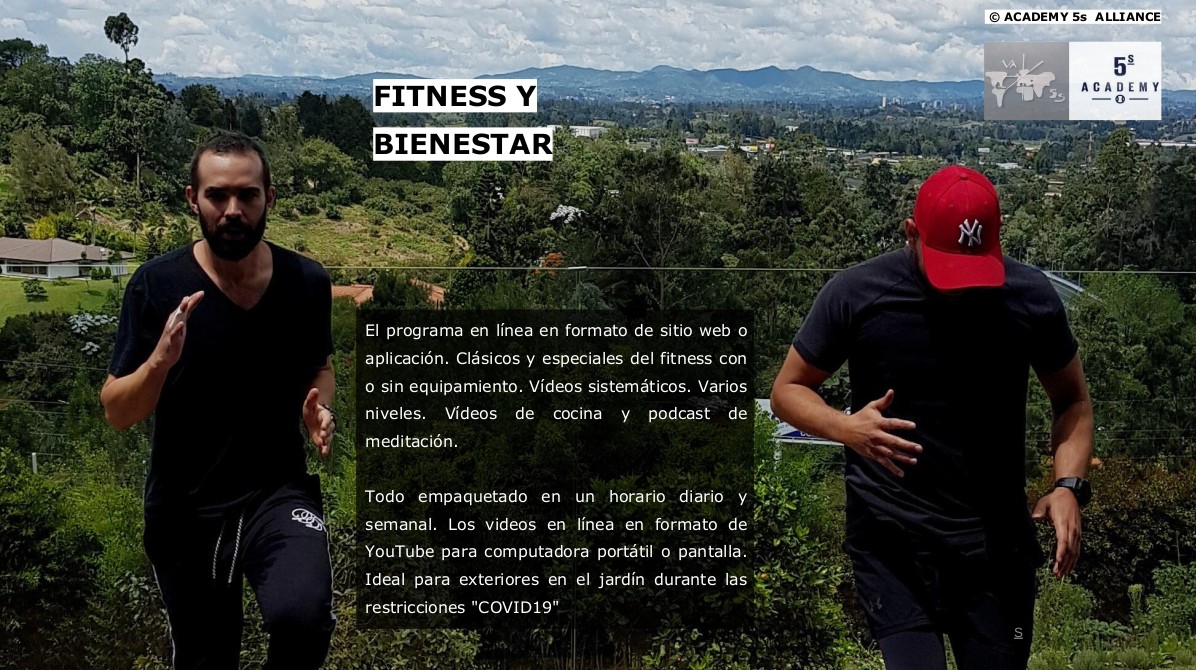 © ACADEMY 5s  ALLIANCE
VA
5s
5S
ACADEMY
FITNESS Y
BIENESTAR
NY
El programa en línea en formato de sitio web o
aplicación. Clásicos y especiales del fitness con
o sin equipamiento. Vídeos sistemáticos. Varios
niveles. Vídeos de cocina y podcast de
meditación.
Todo empaquetado en un horario diario y
semanal. Los videos en línea en formato de
YouTube para computadora portátil o pantalla.
Ideal para exteriores en el jardín durante las
restricciones "COVID19"
S